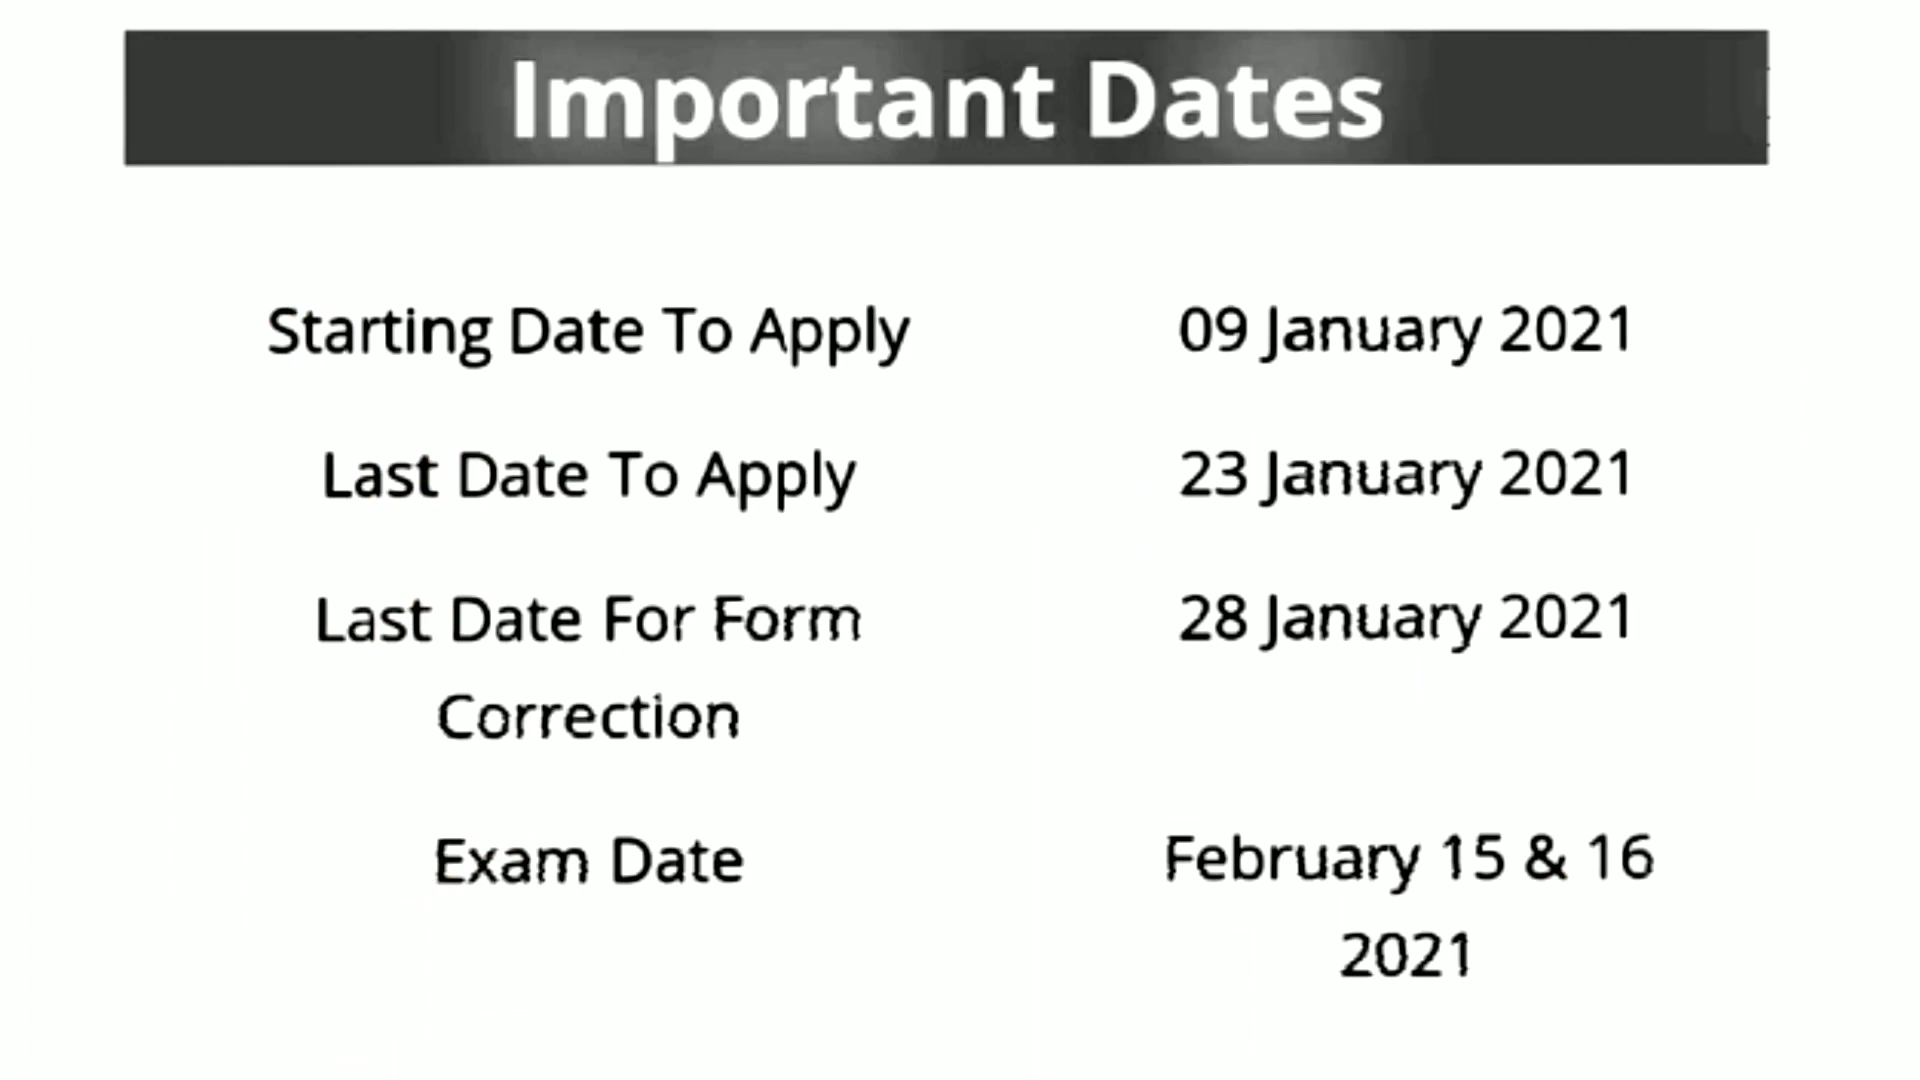 Important Dates
Starting Date To Apply 09 January 2021
Last Date To Apply 23 January 2021
Last Date For Form 28 January 2021
Correction
Exam Date February 15 & 16
2021